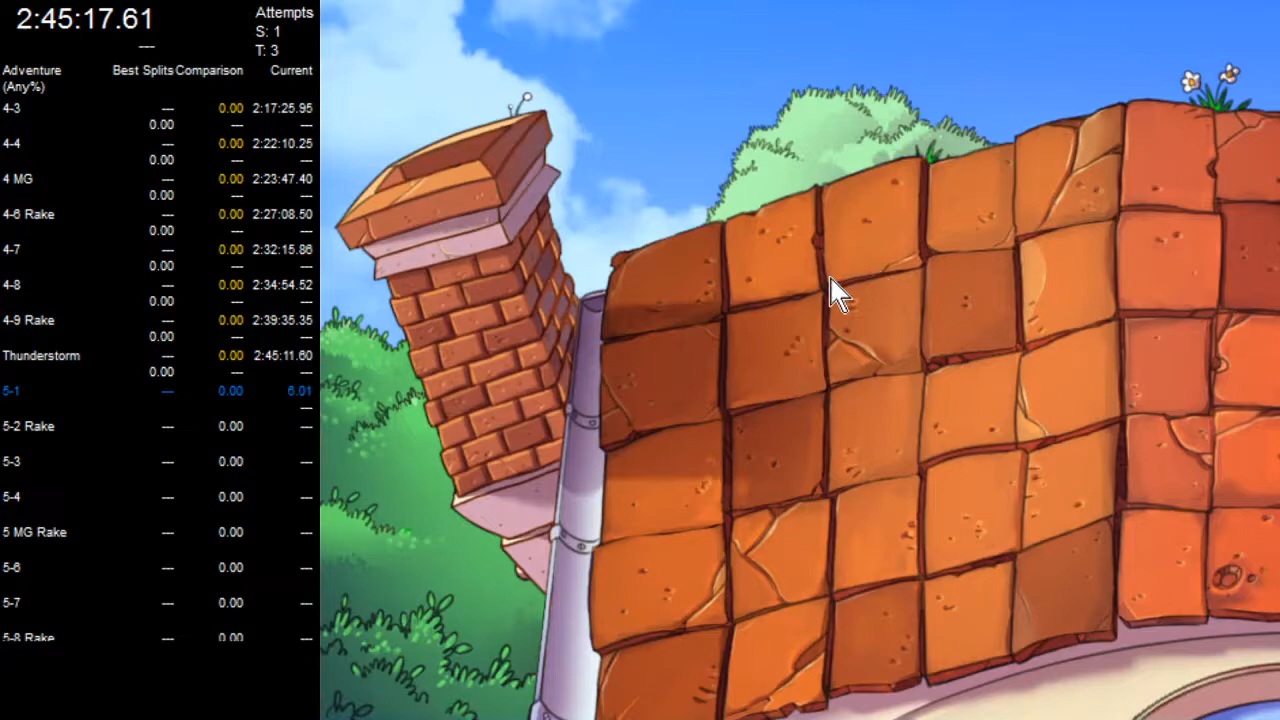 2:45:17.61
Attempts
S: 1
T: 3
—
Adventure (Any%) Best Splits Comparison Current
4-3 — 0.00 2:17:25.95
0.00 — —
4-4 — 0.00 2:22:10.25
0.00 — —
4 MG — 0.00 2:23:47.40
0.00 — —
4-6 Rake — 0.00 2:27:08.50
0.00 — —
4-7 — 0.00 2:32:15.86
0.00 — —
4-8 — 0.00 2:34:54.52
0.00 — —
4-9 Rake — 0.00 2:39:35.35
0.00 — —
Thunderstorm — 0.00 2:45:11.60
0.00 — —
5-1 — 0.00 6.01
—
5-2 Rake — 0.00 —
5-3 — 0.00 —
5-4 — 0.00 —
5 MG Rake — 0.00 —
5-6 — 0.00 —
5-7 — 0.00 —
5-8 Rake — 0.00 —